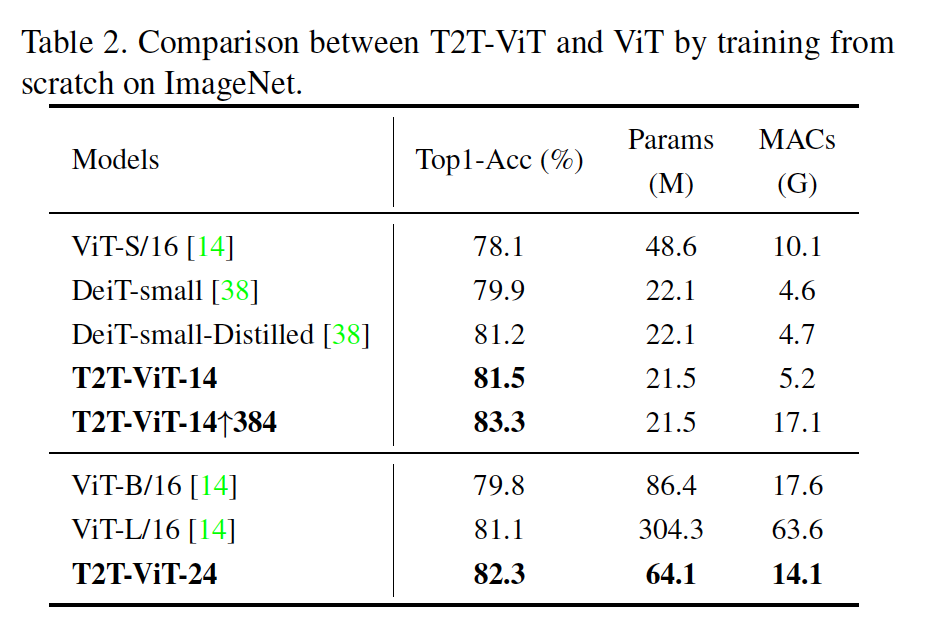 Table 2. Comparison between T2T-ViT and ViT by training from
scratch on ImageNet.
Models Top1-Acc (%) Params (M) MACs (G)
ViT-S/16 [14] 78.1 48.6 10.1
DeiT-small [38] 79.9 22.1 4.6
DeiT-small-Distilled [38] 81.2 22.1 4.7
T2T-ViT-14 81.5 21.5 5.2
T2T-ViT-14↑384 83.3 21.5 17.1
ViT-B/16 [14] 79.8 86.4 17.6
ViT-L/16 [14] 81.1 304.3 63.6
T2T-ViT-24 82.3 64.1 14.1